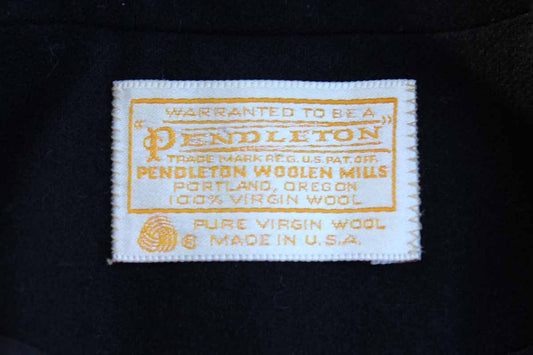 WARRANTED TO BE A
"PENDLETON"
TRADE MARK REG. U.S. PAT. OFF.
PENDLETON WOOLEN MILLS
PORTLAND, OREGON
100% VIRGIN WOOL
® PURE VIRGIN WOOL
MADE IN U.S.A.